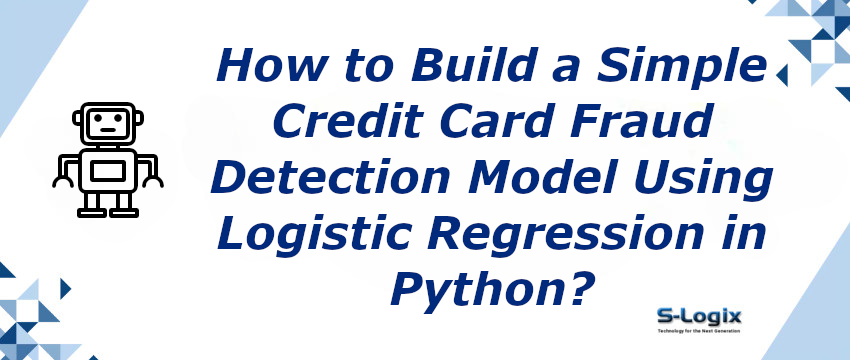 How to Build a Simple
Credit Card Fraud
Detection Model Using
Logistic Regression in
Python?
S-Logix
Technology for the Next Generation